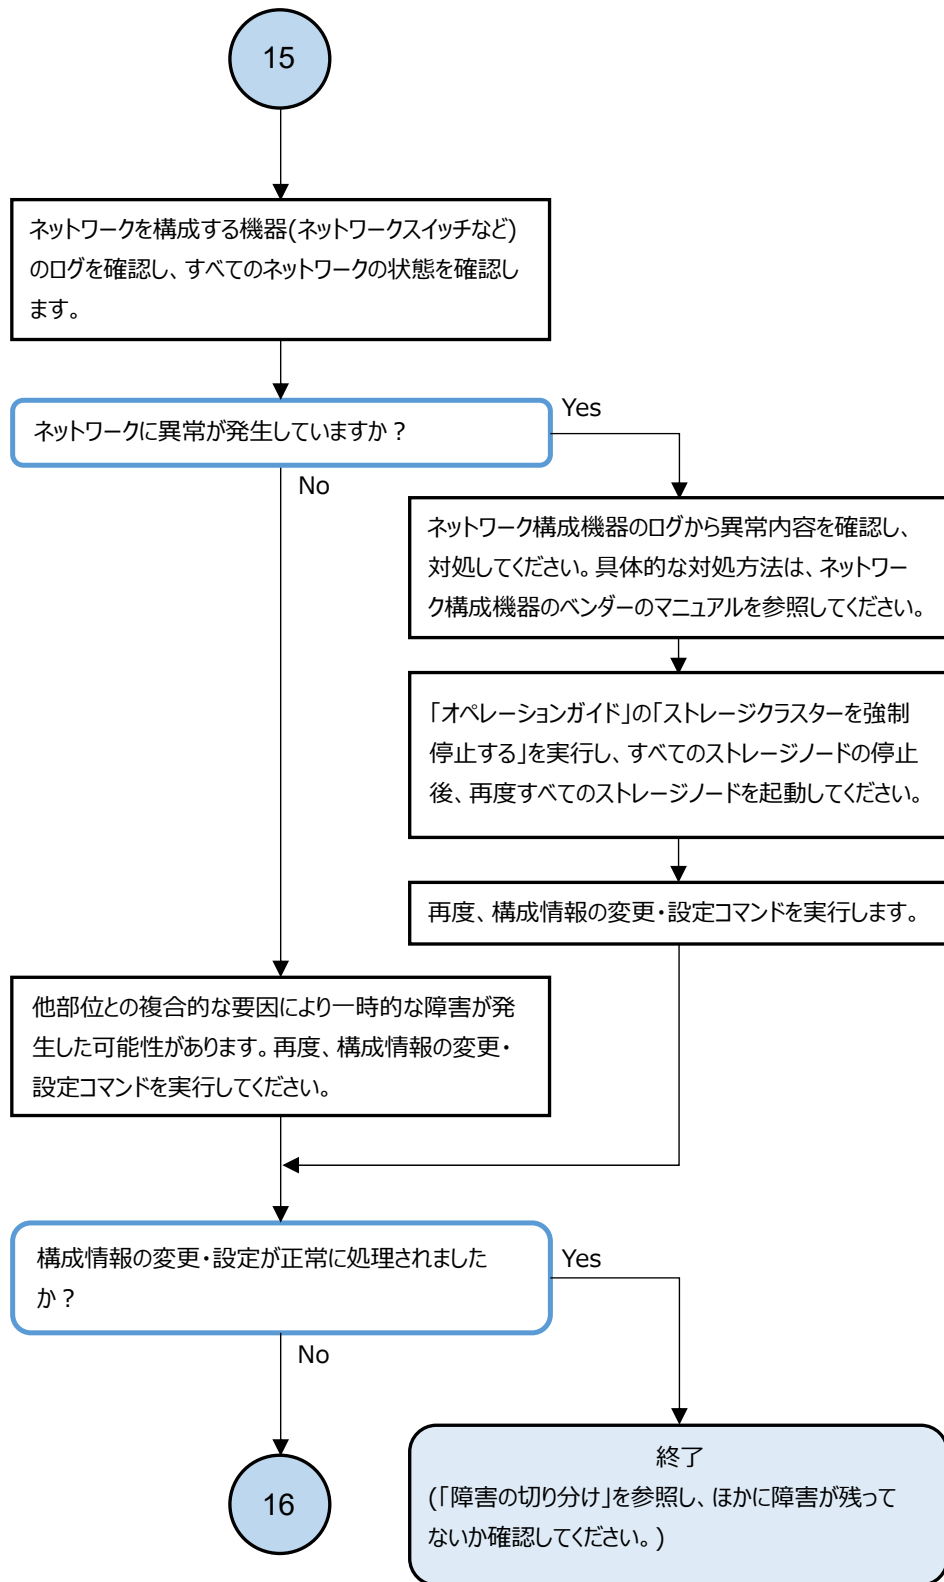 15
ネットワークを構成する機器(ネットワークスイッチなど)
のログを確認し、すべてのネットワークの状態を確認し
ます。
ネットワークに異常が発生していますか？
Yes
No
ネットワーク構成機器のログから異常内容を確認し、
対処してください。具体的な対処方法は、ネットワー
ク構成機器のベンダーのマニュアルを参照してください。
「オペレーションガイド」の「ストレージクラスターを強制
停止する」を実行し、すべてのストレージノードの停止
後、再度すべてのストレージノードを起動してください。
再度、構成情報の変更・設定コマンドを実行します。
他部位との複合的な要因により一時的な障害が発
生した可能性があります。再度、構成情報の変更・
設定コマンドを実行してください。
構成情報の変更・設定が正常に処理されました
か？
Yes
No
16
終了
(「障害の切り分け」を参照し、ほかに障害が残って
ないか確認してください。)